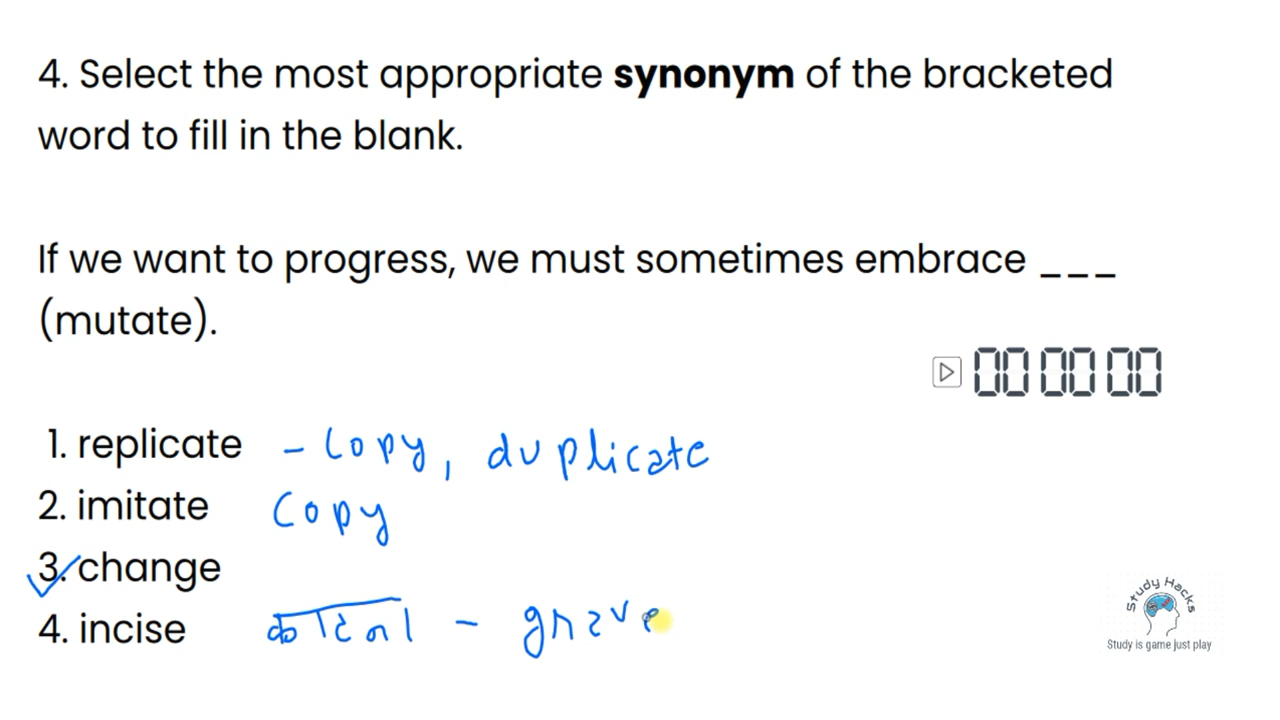 4. Select the most appropriate synonym of the bracketed
word to fill in the blank.
If we want to progress, we must sometimes embrace _ _ _
(mutate).
00 00 00
1. replicate - copy, duplicate
2. imitate copy
3. change
4. incise काटना - grave
Study Hacks
Study is game just play